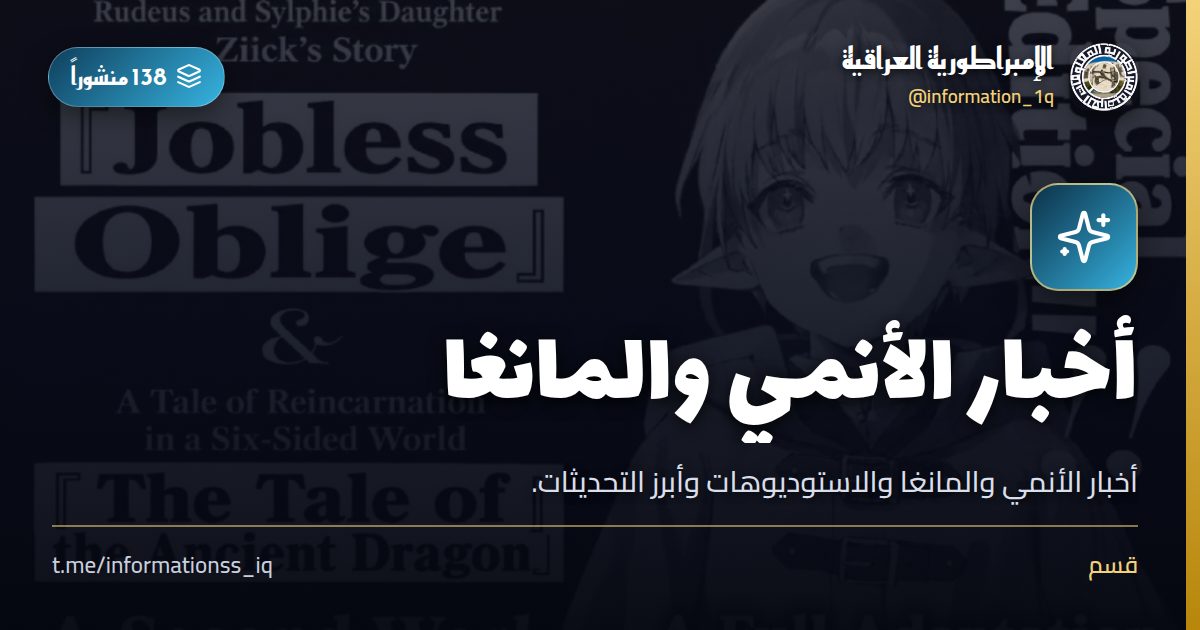 الإمبراطورية العراقية
@information_1q
138 منشوراً
أخبار الأنمي والمانغا
أخبار الأنمي والمانغا والاستوديوهات وأبرز التحديثات.
قسم
t.me/informationss_iq
Rudeus and Sylphie's Daughter
Ziick's Story
『Jobless
Oblige』
&
A Tale of Reincarnation
in a Six-Sided World
『The Tale of
the Ancient Dragon』